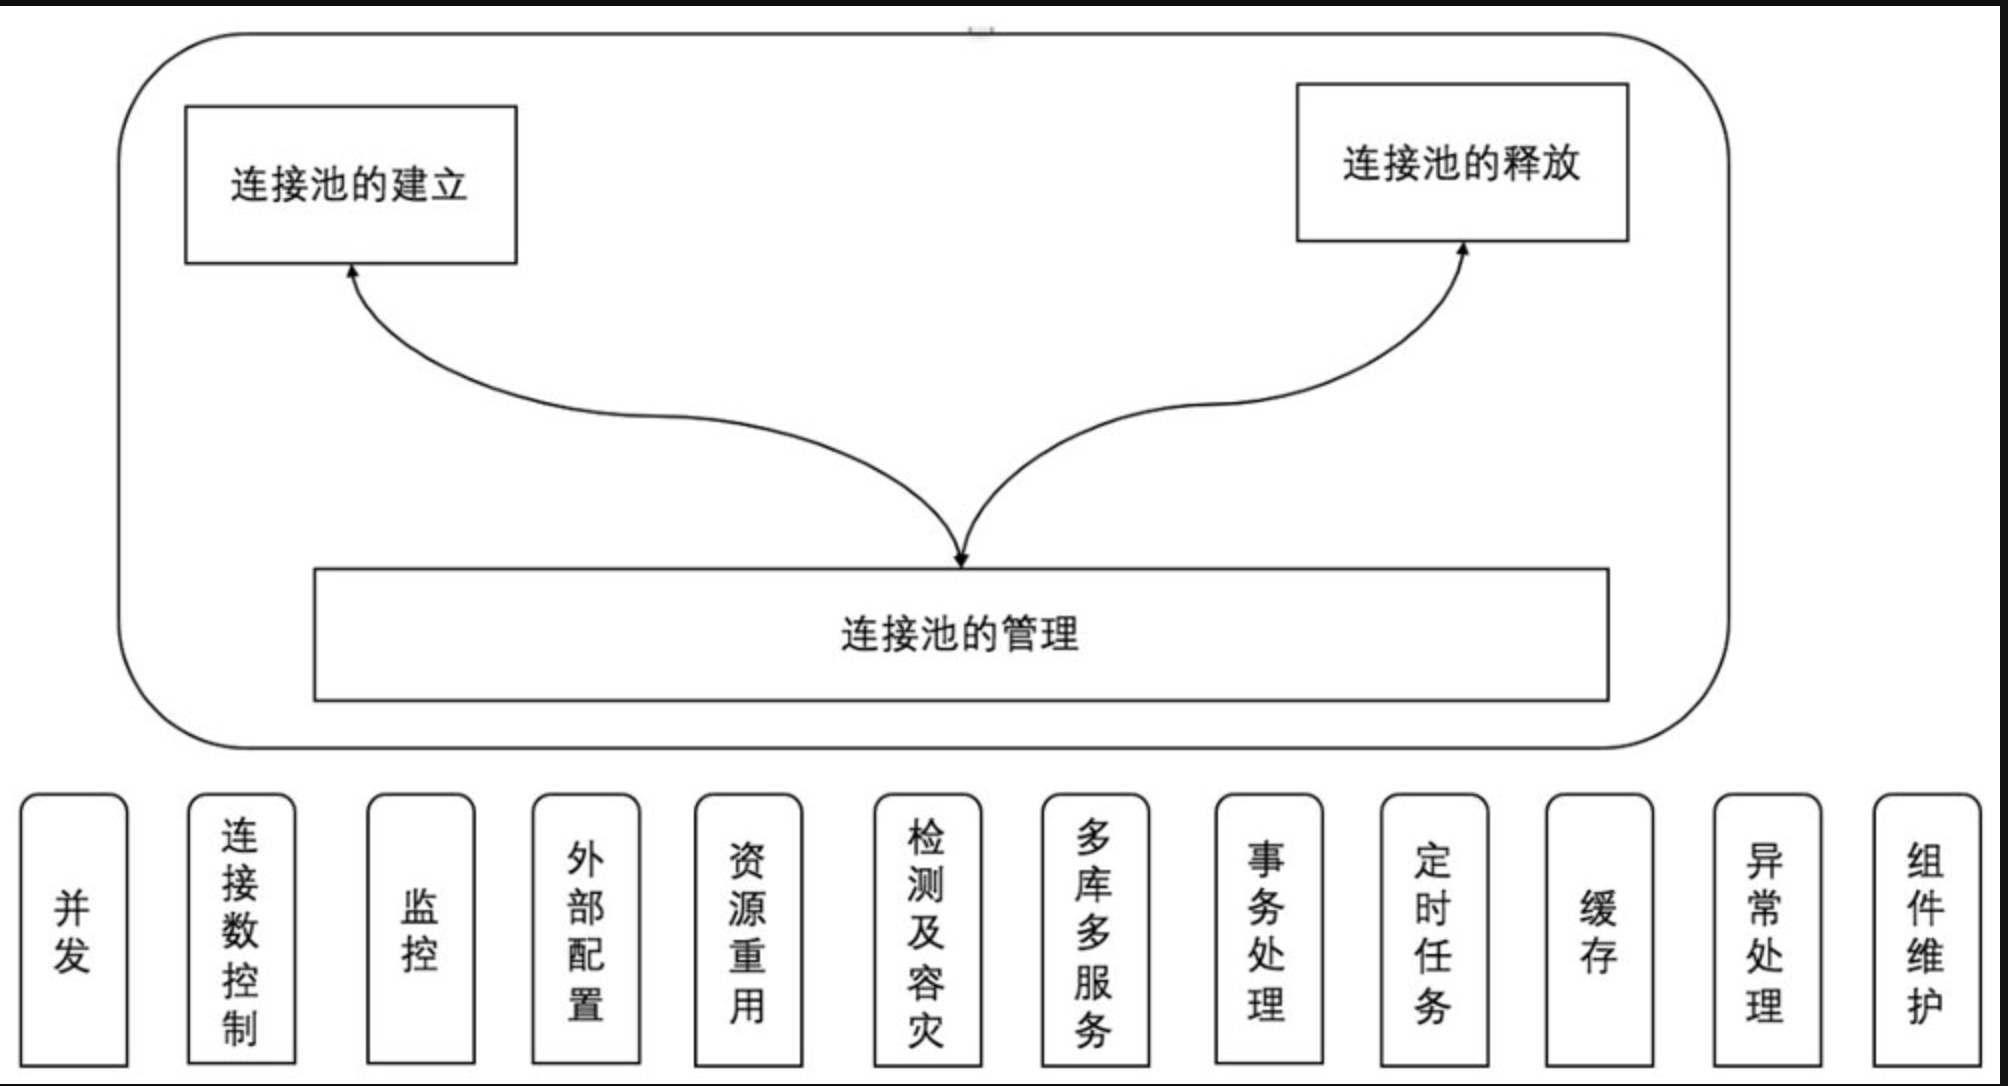 连接池的建立
连接池的释放
连接池的管理
并发
连接数控制
监控
外部配置
资源重用
检测及容灾
多库多服务
事务处理
定时任务
缓存
异常处理
组件维护